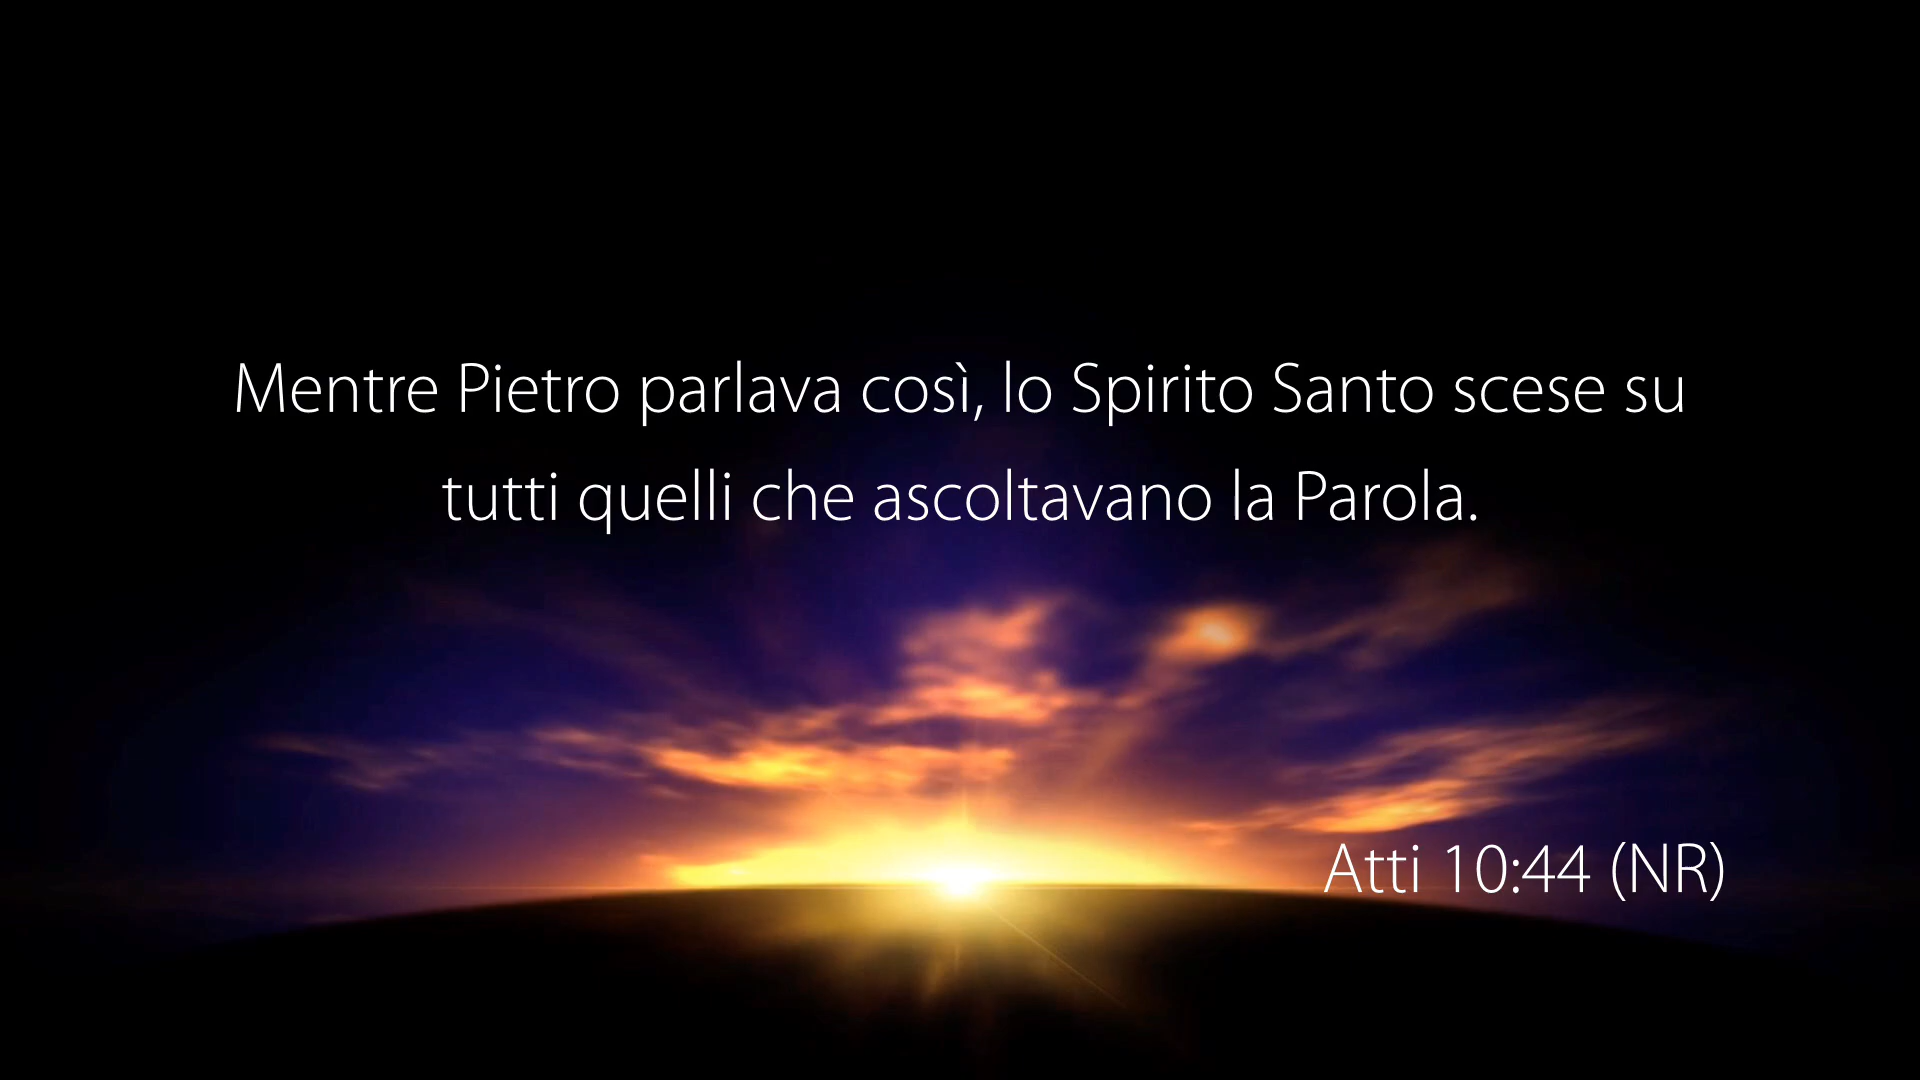 Mentre Pietro parlava così, lo Spirito Santo scese su
tutti quelli che ascoltavano la Parola.
Atti 10:44 (NR)